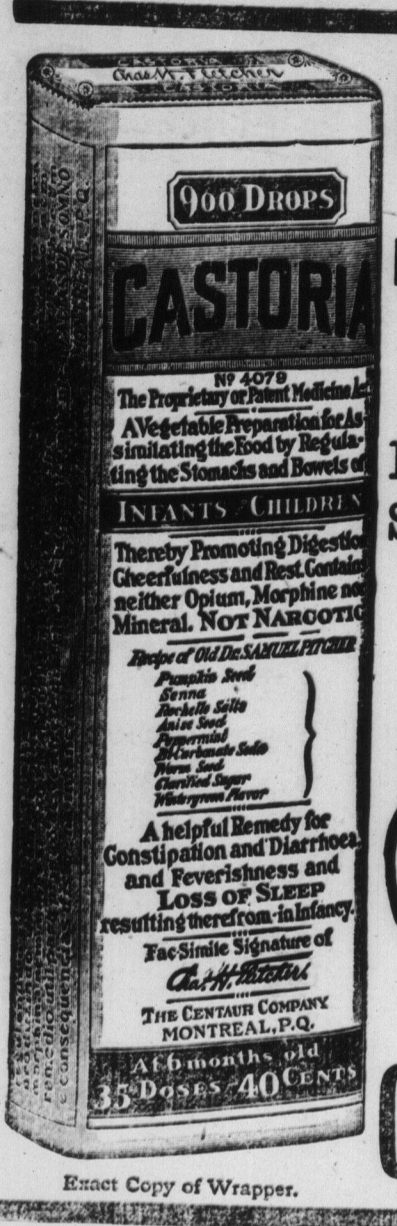 CASTORIA
Chas. H. Fletcher
CASTORIA
900 DROPS
CASTORIA
Nº 4079
The Proprietary or Patent Medicine Act
A Vegetable Preparation for As-
similating the Food by Regula-
ting the Stomachs and Bowels of
INFANTS CHILDREN
Thereby Promoting Digestion
Cheerfulness and Rest. Contains
neither Opium, Morphine nor
Mineral. NOT NARCOTIC
Recipe of Old Dr. SAMUEL PITCHER
Pumpkin Seed
Senna
Rochelle Salts
Anise Seed
Peppermint
Bi-Carbonate Soda
Worm Seed
Clarified Sugar
Wintergreen Flavor
A helpful Remedy for
Constipation and Diarrhoea,
and Feverishness and
LOSS OF SLEEP
resulting therefrom-in Infancy.
Fac-Simile Signature of
Chas. H. Fletcher
THE CENTAUR COMPANY
MONTREAL, P.Q.
At 6 months old
35 DOSES - 40 CENTS
Exact Copy of Wrapper.